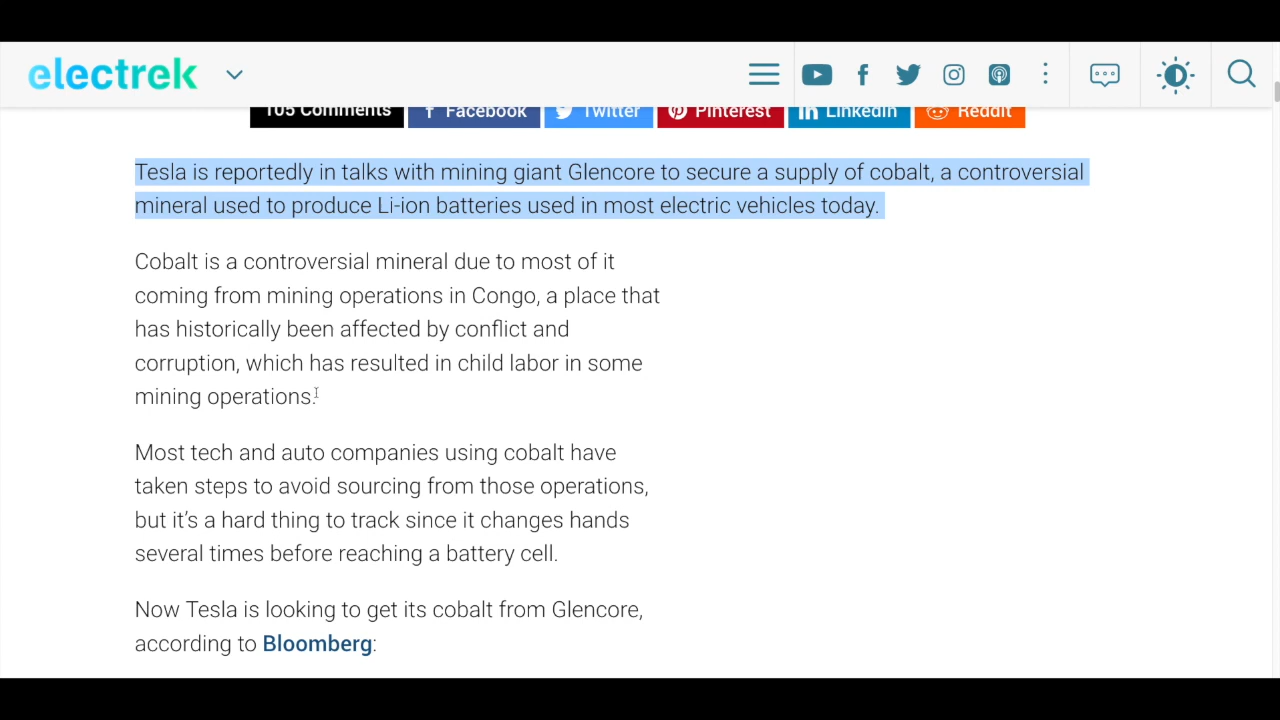 electrek
105 Comments Facebook Twitter Pinterest LinkedIn Reddit
Tesla is reportedly in talks with mining giant Glencore to secure a supply of cobalt, a controversial
mineral used to produce Li-ion batteries used in most electric vehicles today.
Cobalt is a controversial mineral due to most of it
coming from mining operations in Congo, a place that
has historically been affected by conflict and
corruption, which has resulted in child labor in some
mining operations.
Most tech and auto companies using cobalt have
taken steps to avoid sourcing from those operations,
but it’s a hard thing to track since it changes hands
several times before reaching a battery cell.
Now Tesla is looking to get its cobalt from Glencore,
according to Bloomberg: